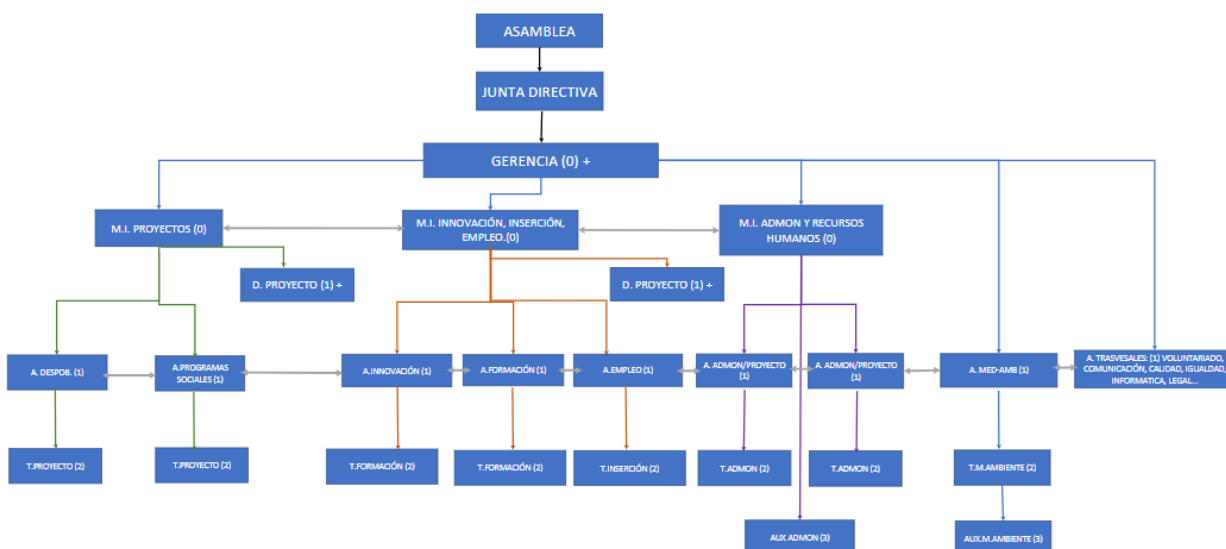 ASAMBLEA
JUNTA DIRECTIVA
GERENCIA (0) +
M.I. PROYECTOS (0)
M.I. INNOVACIÓN, INSERCIÓN,
EMPLEO.(0)
M.I. ADMON Y RECURSOS
HUMANOS (0)
D. PROYECTO (1) +
D. PROYECTO (1) +
A. DESPOB. (1)
A.PROGRAMAS
SOCIALES (1)
A.INNOVACIÓN (1)
A.FORMACIÓN (1)
A.EMPLEO (1)
A. ADMON/PROYECTO
(1)
A. ADMON/PROYECTO
(1)
A. MED-AMB (1)
A. TRASVESALES: (1) VOLUNTARIADO,
COMUNICACIÓN, CALIDAD, IGUALDAD,
INFORMATICA, LEGAL...
T.PROYECTO (2)
T.PROYECTO (2)
T.FORMACIÓN (2)
T.FORMACIÓN (2)
T.INSERCIÓN (2)
T.ADMON (2)
T.ADMON (2)
T.M.AMBIENTE (2)
AUX ADMON (3)
AUX.M.AMBIENTE (3)